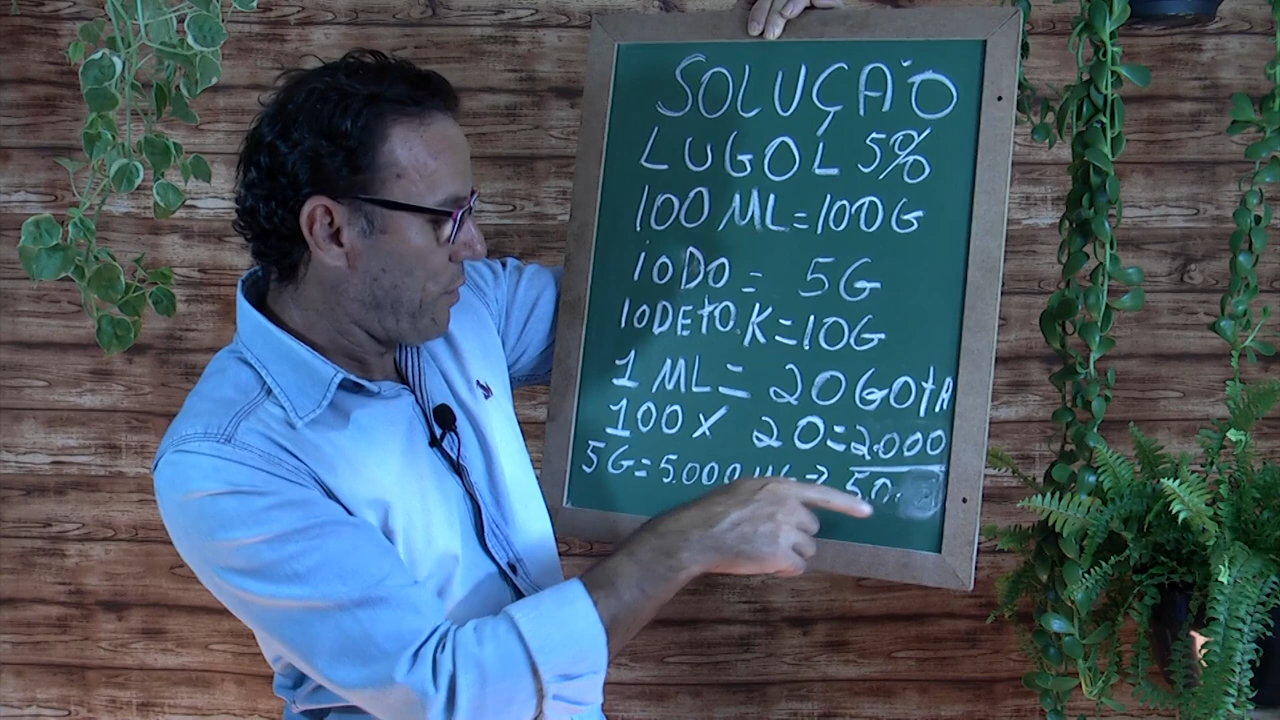 SOLUÇÃO
LUGOL 5%
100 ML=100G
iODO = 5G
IODEtO K=10G
1 ML= 20 GOtA
100 X 20=2.000
5G=5.000